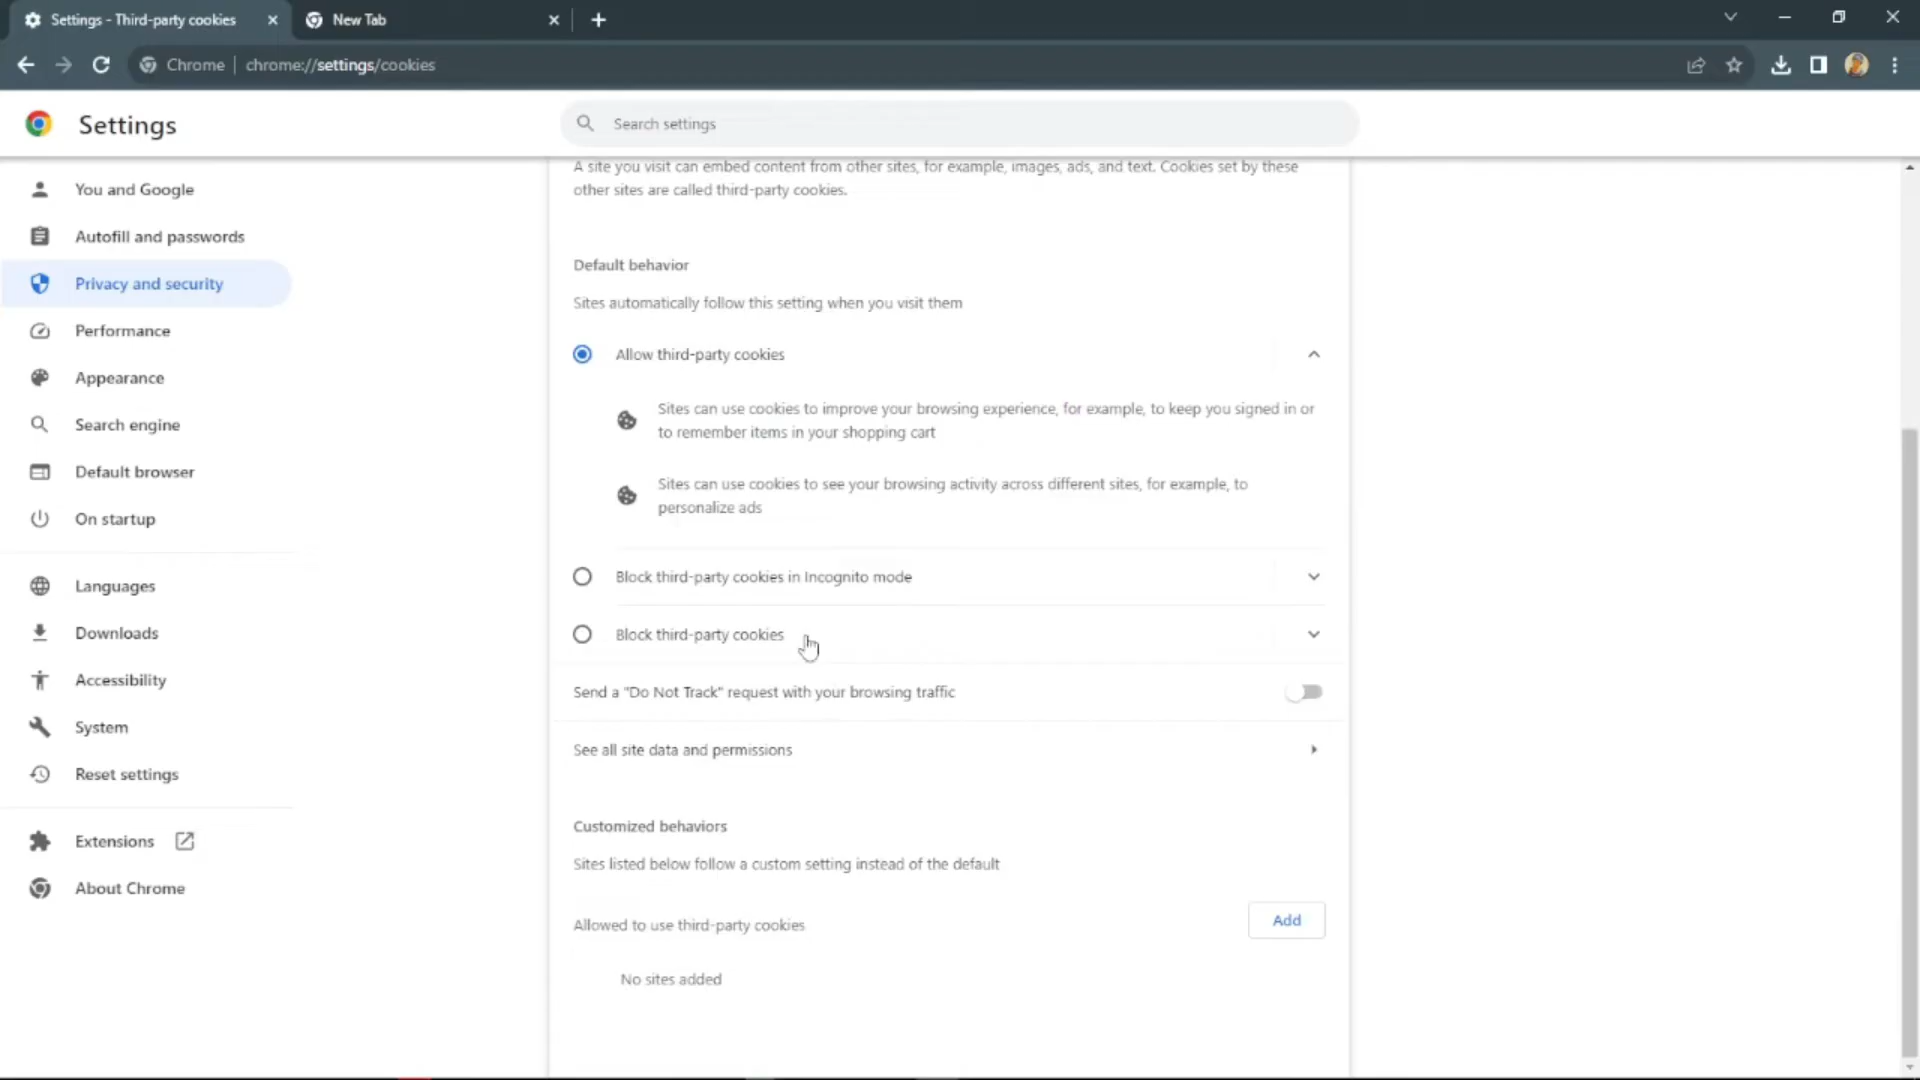 Settings - Third-party cookies
New Tab
Chrome | chrome://settings/cookies
Settings
Search settings
You and Google
Autofill and passwords
Privacy and security
Performance
Appearance
Search engine
Default browser
On startup
Languages
Downloads
Accessibility
System
Reset settings
Extensions
About Chrome
A site you visit can embed content from other sites, for example, images, ads, and text. Cookies set by these
other sites are called third-party cookies.
Default behavior
Sites automatically follow this setting when you visit them
Allow third-party cookies
Sites can use cookies to improve your browsing experience, for example, to keep you signed in or
to remember items in your shopping cart
Sites can use cookies to see your browsing activity across different sites, for example, to
personalize ads
Block third-party cookies in Incognito mode
Block third-party cookies
Send a "Do Not Track" request with your browsing traffic
See all site data and permissions
Customized behaviors
Sites listed below follow a custom setting instead of the default
Allowed to use third-party cookies
Add
No sites added